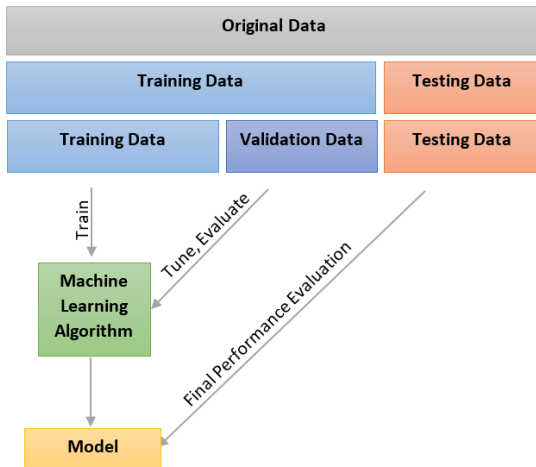 Original Data
Training Data
Testing Data
Training Data
Validation Data
Testing Data
Train
Tune, Evaluate
Final Performance Evaluation
Machine
Learning
Algorithm
Model